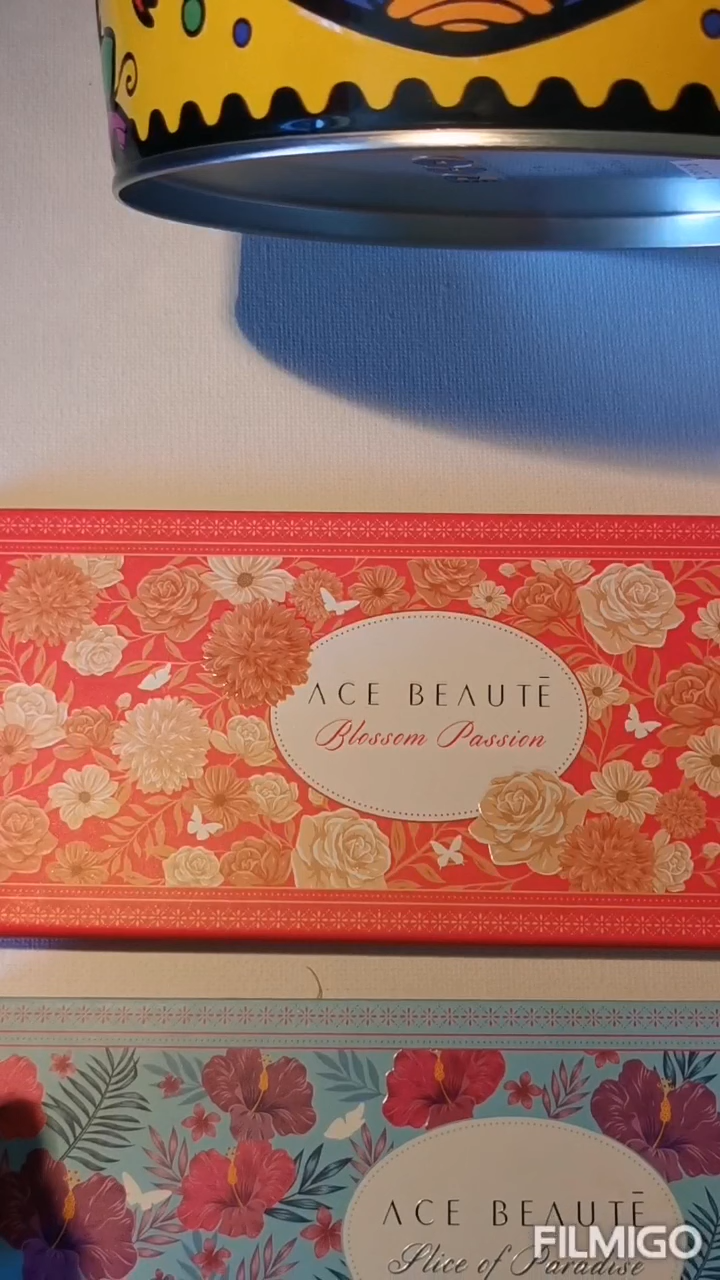 ACE BEAUTĒ
Blossom Passion
ACE BEAUTĒ
Slice of Paradise
FILMIGO